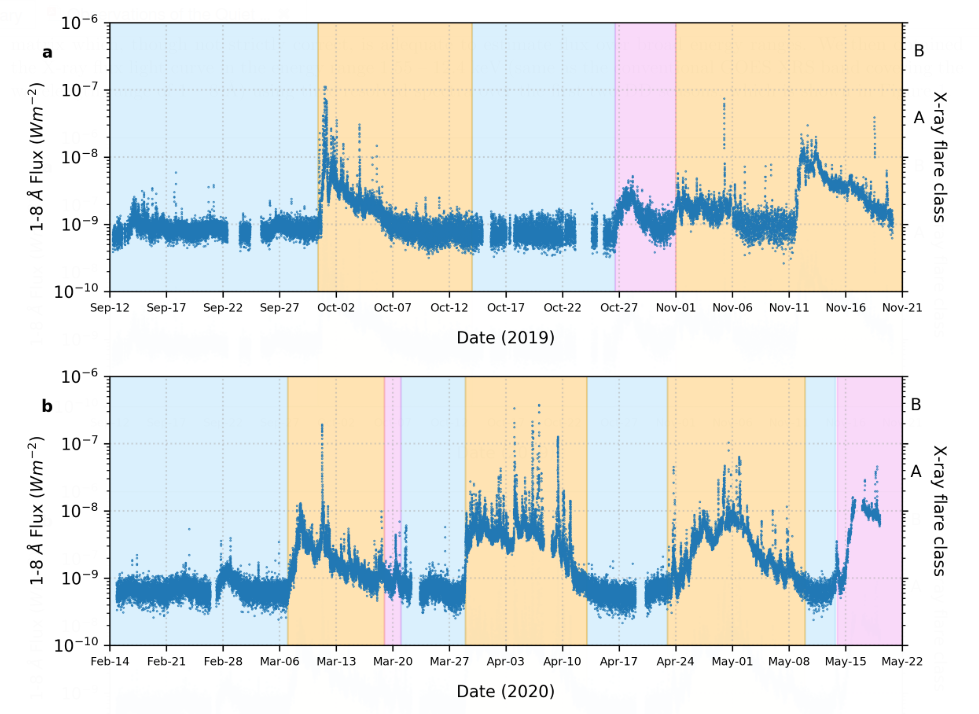 a
10⁻⁶
10⁻⁷
10⁻⁸
10⁻⁹
10⁻¹⁰
1-8 Å Flux (Wm⁻²)
B
A
X-ray flare class
Sep-12 Sep-17 Sep-22 Sep-27 Oct-02 Oct-07 Oct-12 Oct-17 Oct-22 Oct-27 Nov-01 Nov-06 Nov-11 Nov-16 Nov-21
Date (2019)
b
10⁻⁶
10⁻⁷
10⁻⁸
10⁻⁹
10⁻¹⁰
1-8 Å Flux (Wm⁻²)
B
A
X-ray flare class
Feb-14 Feb-21 Feb-28 Mar-06 Mar-13 Mar-20 Mar-27 Apr-03 Apr-10 Apr-17 Apr-24 May-01 May-08 May-15 May-22
Date (2020)